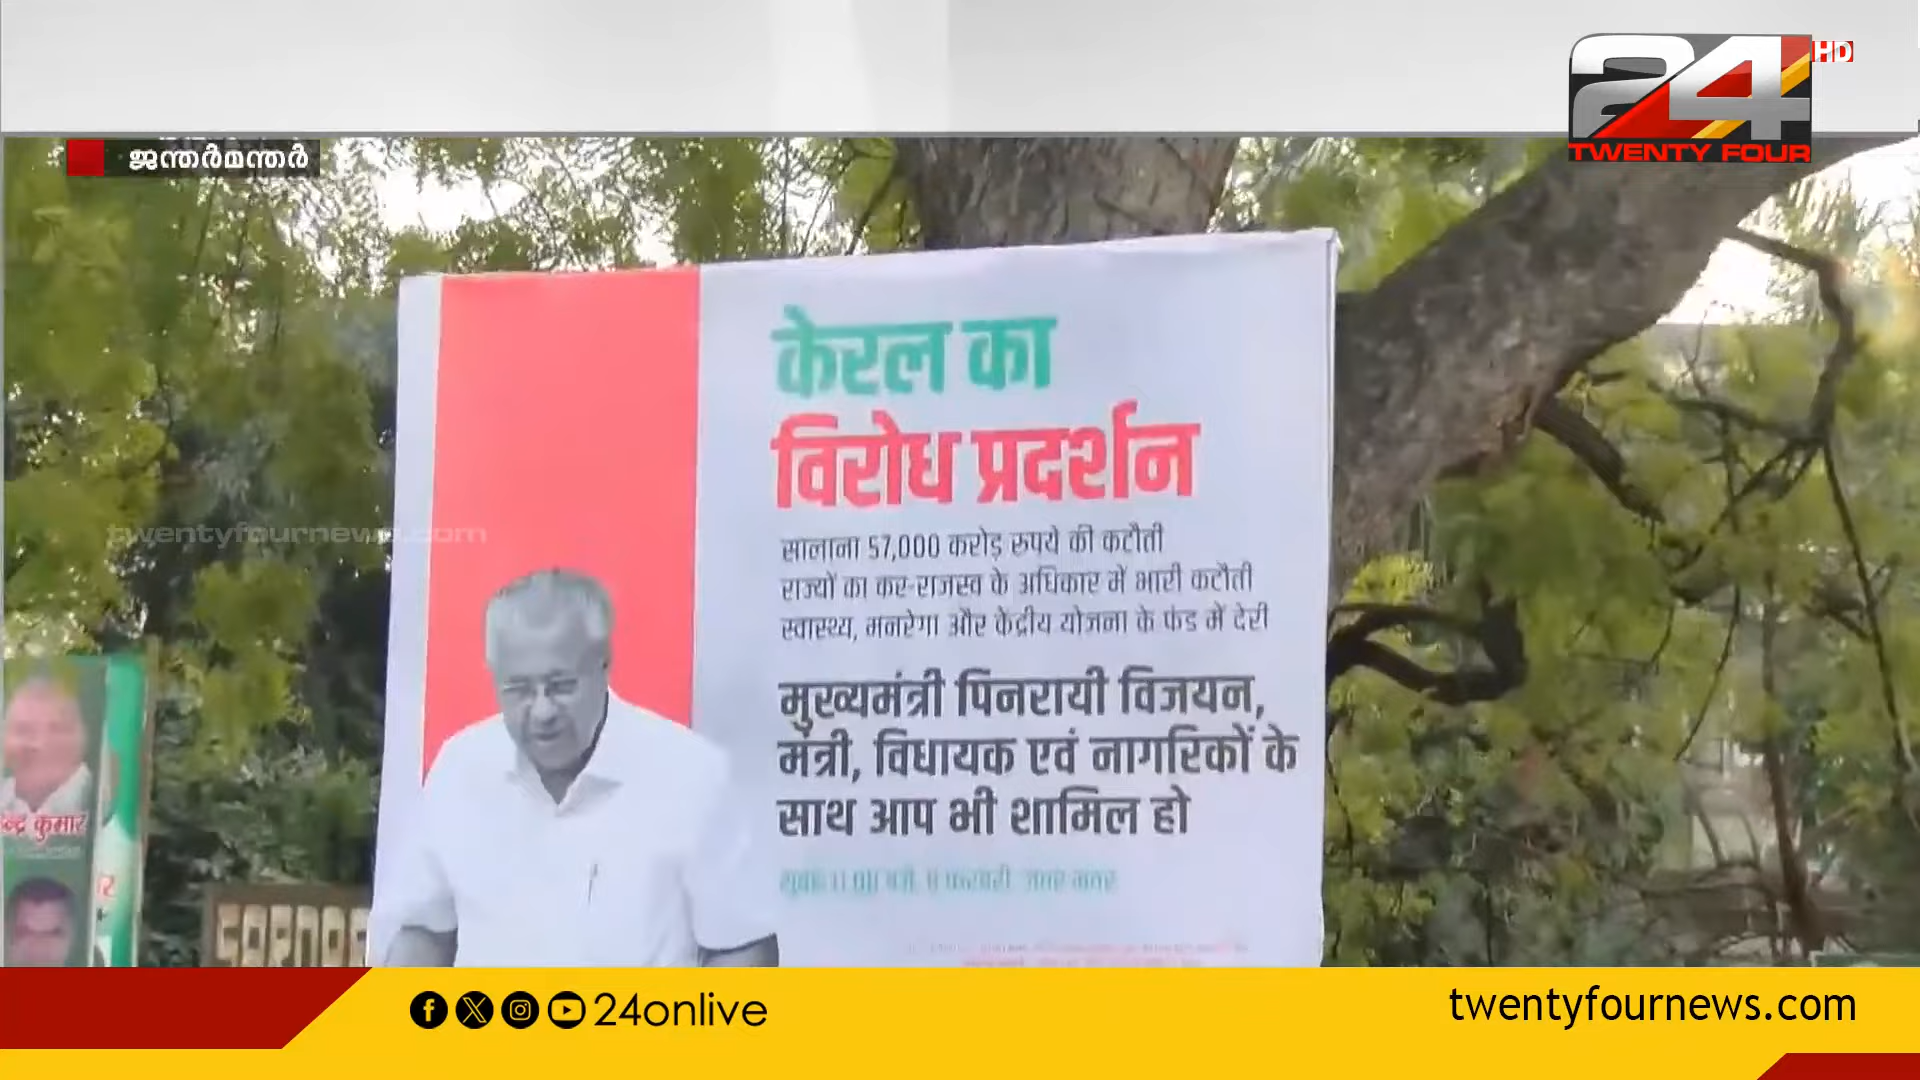 24 HD
TWENTY FOUR
ജന്തർമന്തർ
केरल का
विरोध प्रदर्शन
सालाना 57,000 करोड़ रुपये की कटौती
राज्यों का कर-राजस्व के अधिकार में भारी कटौती
स्वास्थ्य, मनरेगा और केंद्रीय योजना के फंड में देरी
मुख्यमंत्री पिनरायी विजयन,
मंत्री, विधायक एवं नागरिकों के
साथ आप भी शामिल हो
twentyfournews.com
कुमार
24onlive
twentyfournews.com